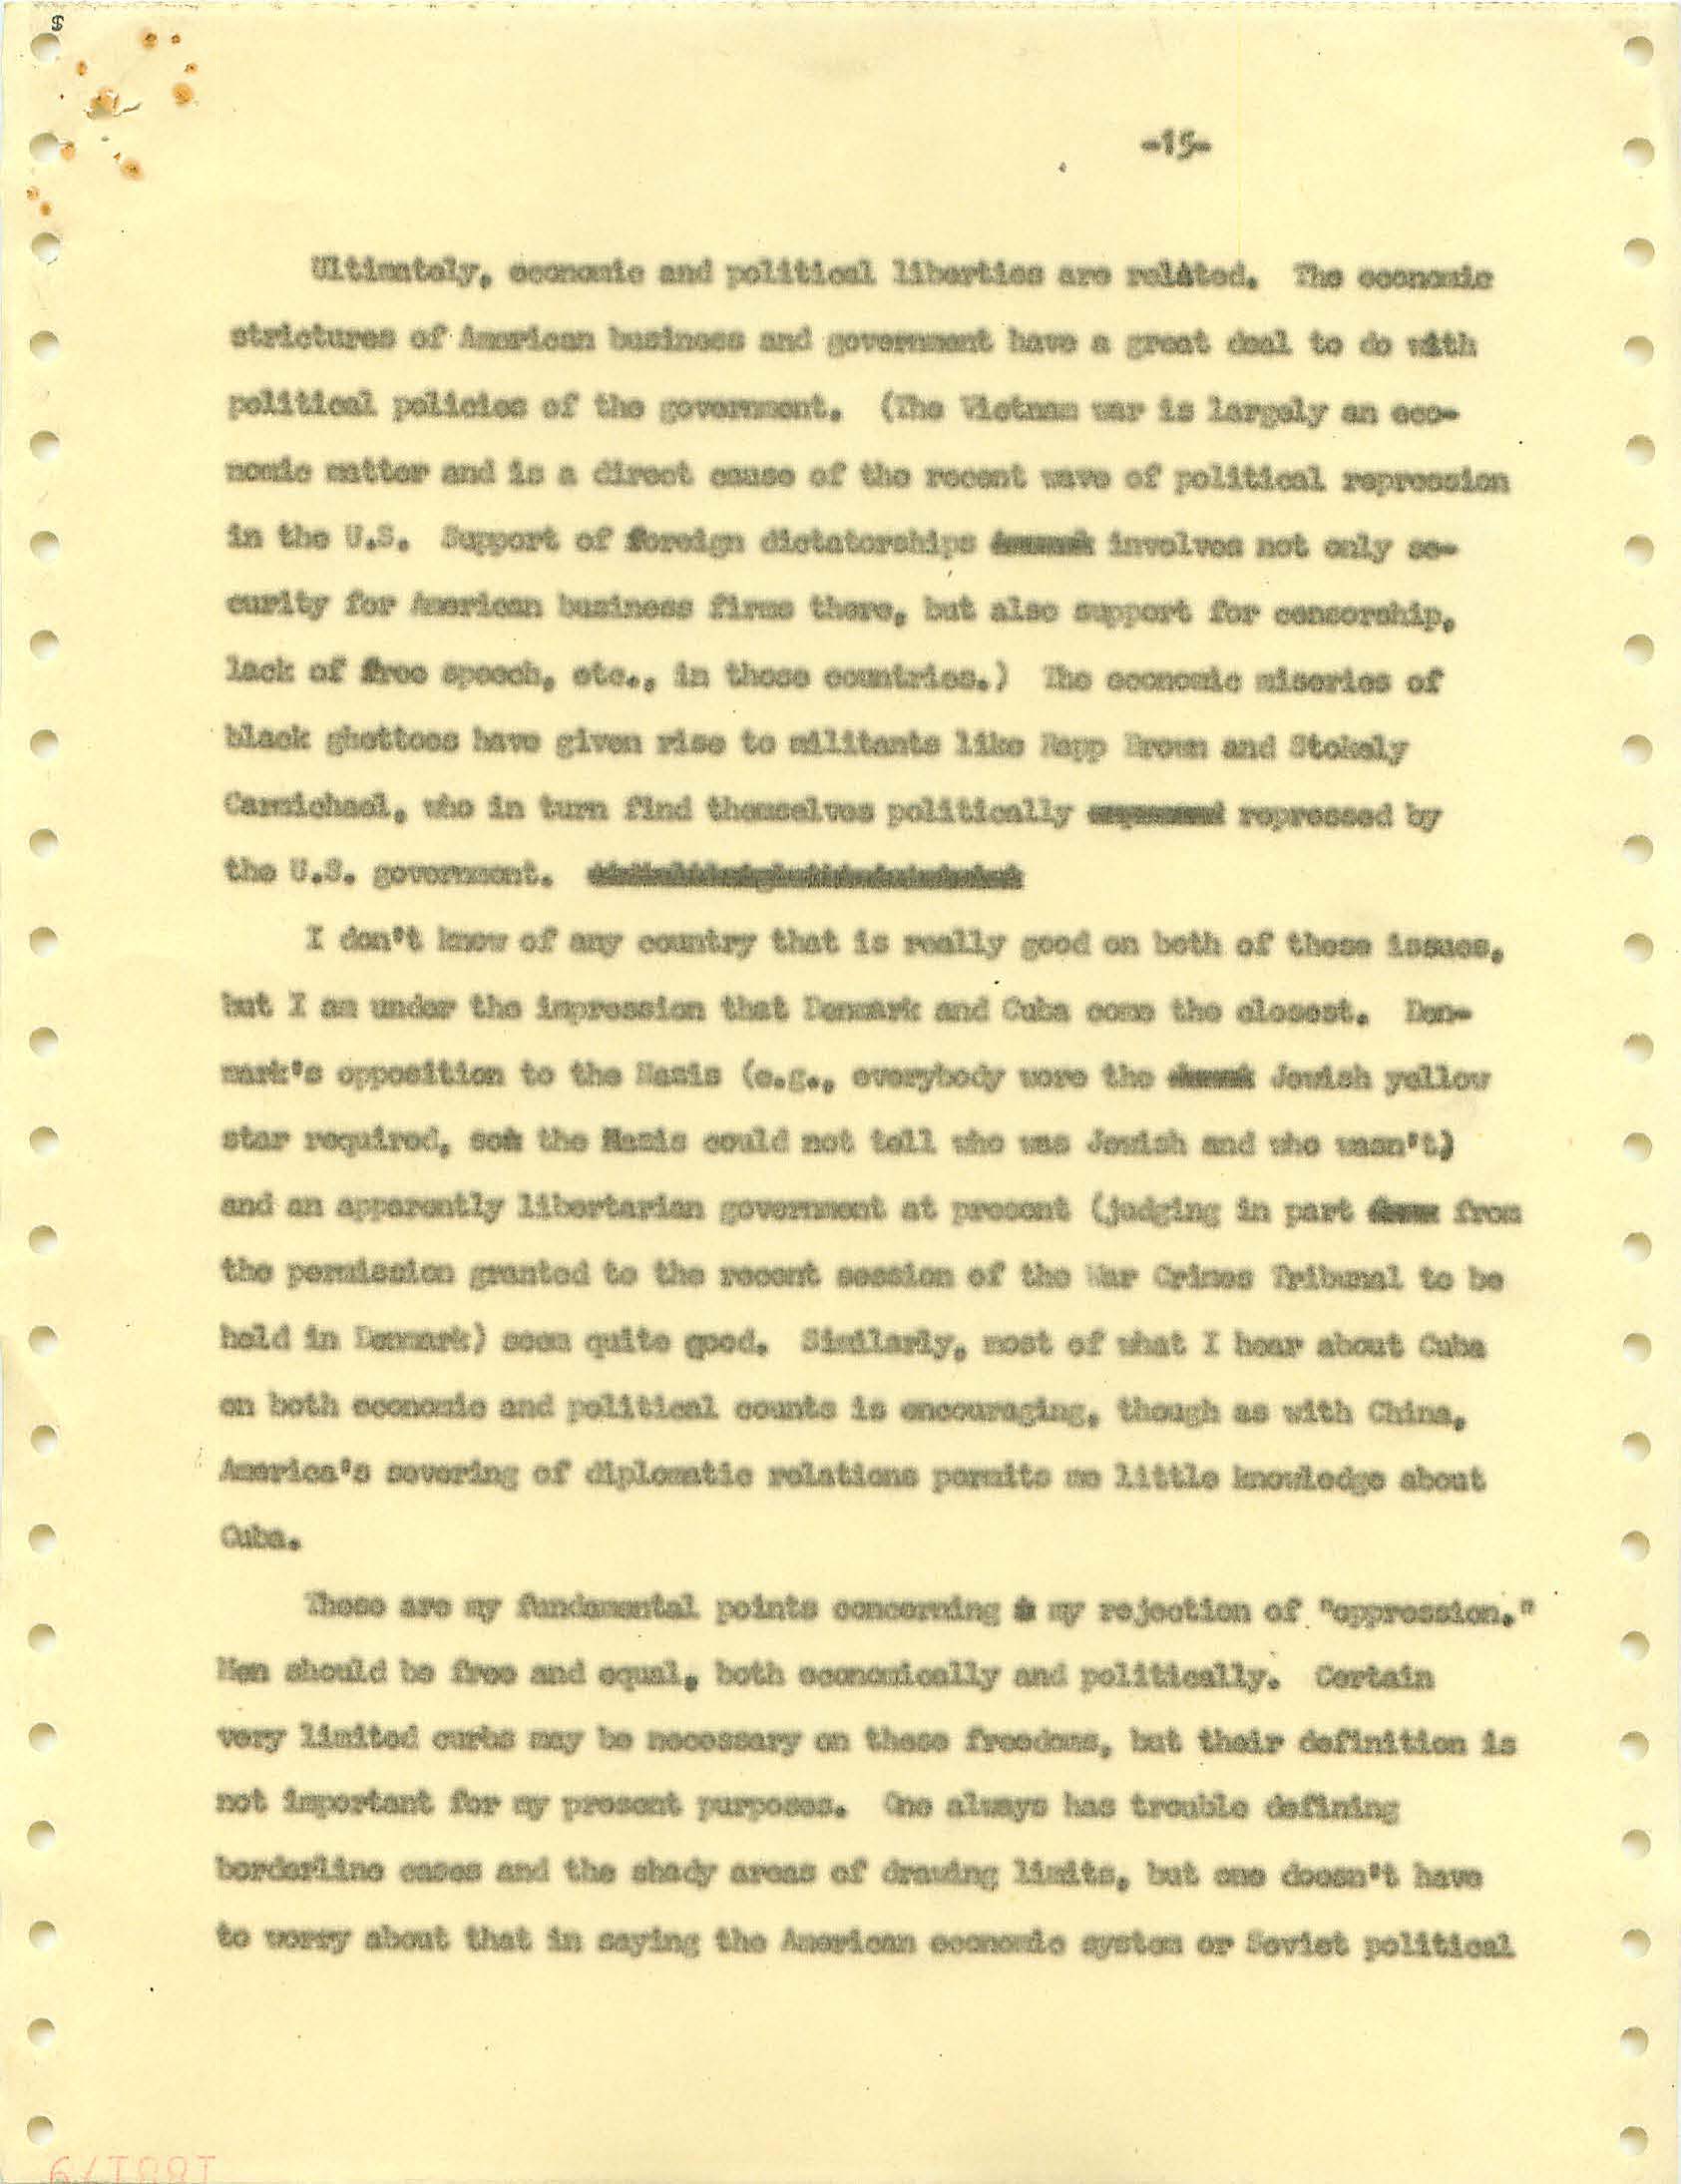 -15-
Ultimately, economic and political liberties are related. The economic
strictures of American business and government have a great deal to do with
political policies of the government. (The Vietnam war is largely an eco-
nomic matter and is a direct cause of the recent wave of political repression
in the U.S. Support of foreign dictatorships involves not only se-
curity for American business firms there, but also support for censorship,
lack of free speech, etc., in those countries.) The economic miseries of
black ghettoes have given rise to militants like Rapp Brown and Stokely
Carmichael, who in turn find themselves politically repressed by
the U.S. government.
I don't know of any country that is really good on both of these issues,
but I am under the impression that Denmark and Cuba come the closest. Den-
mark's opposition to the Nazis (e.g., everybody wore the Jewish yellow
star required, so the Nazis could not tell who was Jewish and who wasn't)
and an apparently libertarian government at present (judging in part from
the permission granted to the recent session of the War Crimes Tribunal to be
held in Denmark) seem quite good. Similarly, most of what I hear about Cuba
on both economic and political counts is encouraging, though as with China,
America's severing of diplomatic relations permits me little knowledge about
Cuba.
These are my fundamental points concerning my rejection of "oppression."
Men should be free and equal, both economically and politically. Certain
very limited curbs may be necessary on these freedoms, but their definition is
not important for my present purposes. One always has trouble defining
borderline cases and the shady areas of drawing limits, but one doesn't have
to worry about that in saying the American economic system or Soviet political